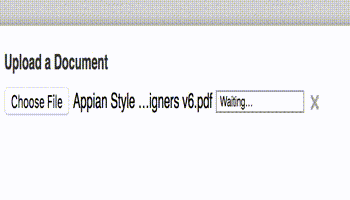 Upload a Document
Choose File Appian Style ...igners v6.pdf Waiting... X